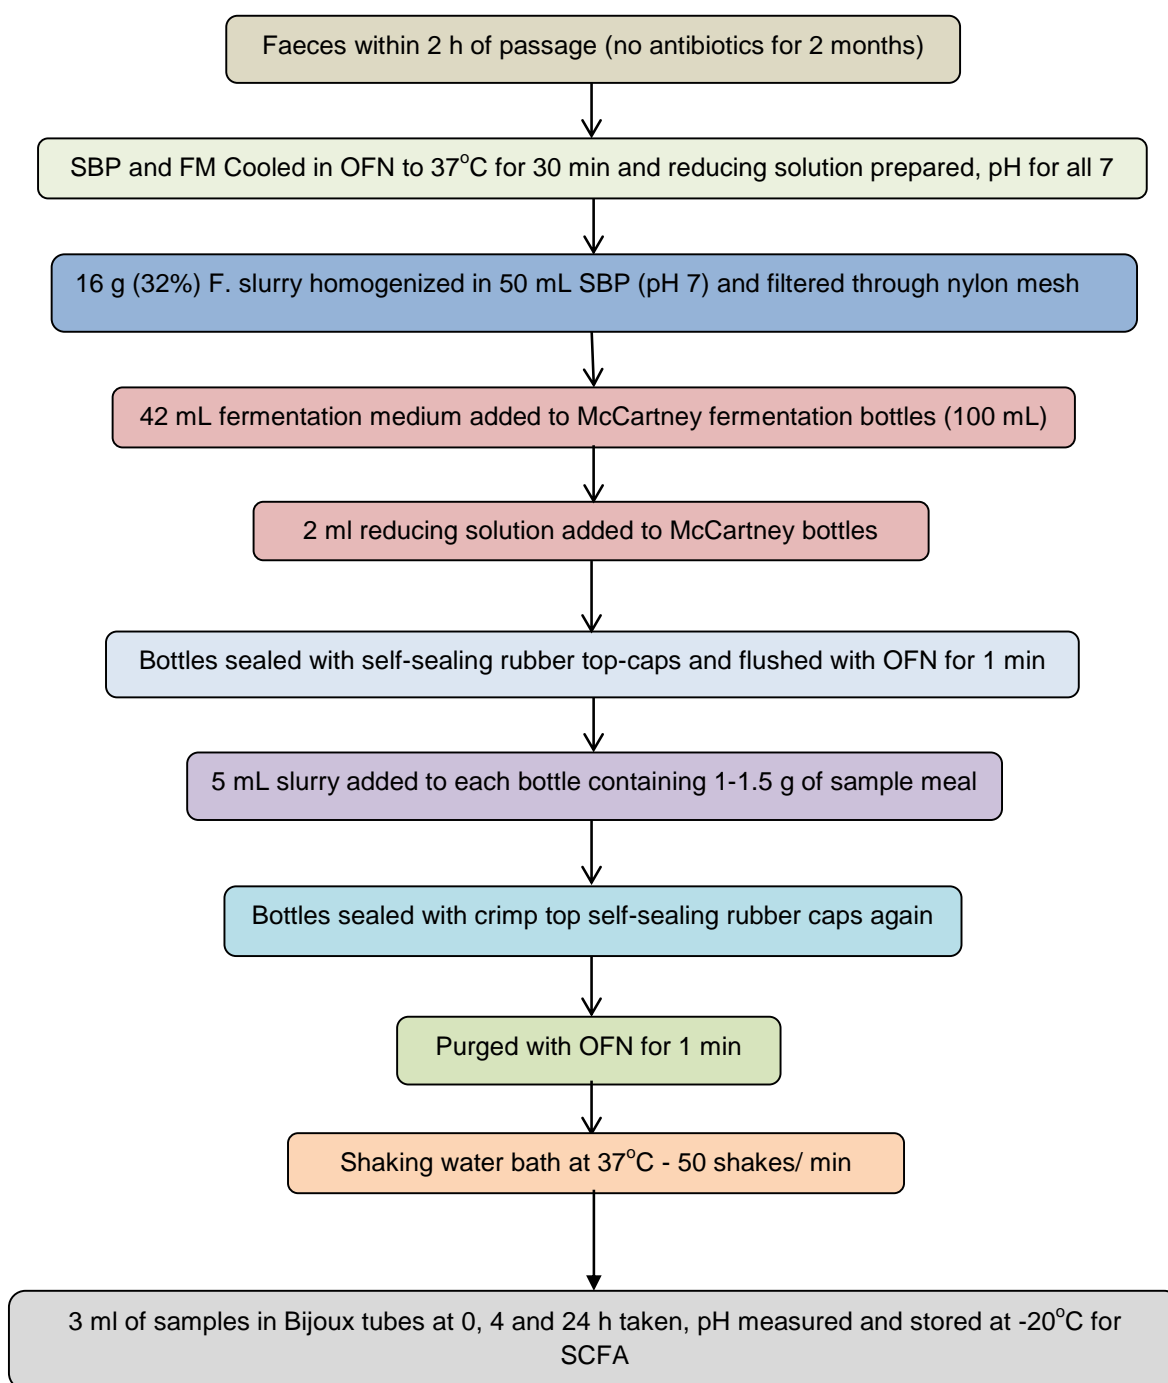 Faeces within 2 h of passage (no antibiotics for 2 months)
SBP and FM Cooled in OFN to 37°C for 30 min and reducing solution prepared, pH for all 7
16 g (32%) F. slurry homogenized in 50 mL SBP (pH 7) and filtered through nylon mesh
42 mL fermentation medium added to McCartney fermentation bottles (100 mL)
2 ml reducing solution added to McCartney bottles
Bottles sealed with self-sealing rubber top-caps and flushed with OFN for 1 min
5 mL slurry added to each bottle containing 1-1.5 g of sample meal
Bottles sealed with crimp top self-sealing rubber caps again
Purged with OFN for 1 min
Shaking water bath at 37°C - 50 shakes/ min
3 ml of samples in Bijoux tubes at 0, 4 and 24 h taken, pH measured and stored at -20°C for
SCFA